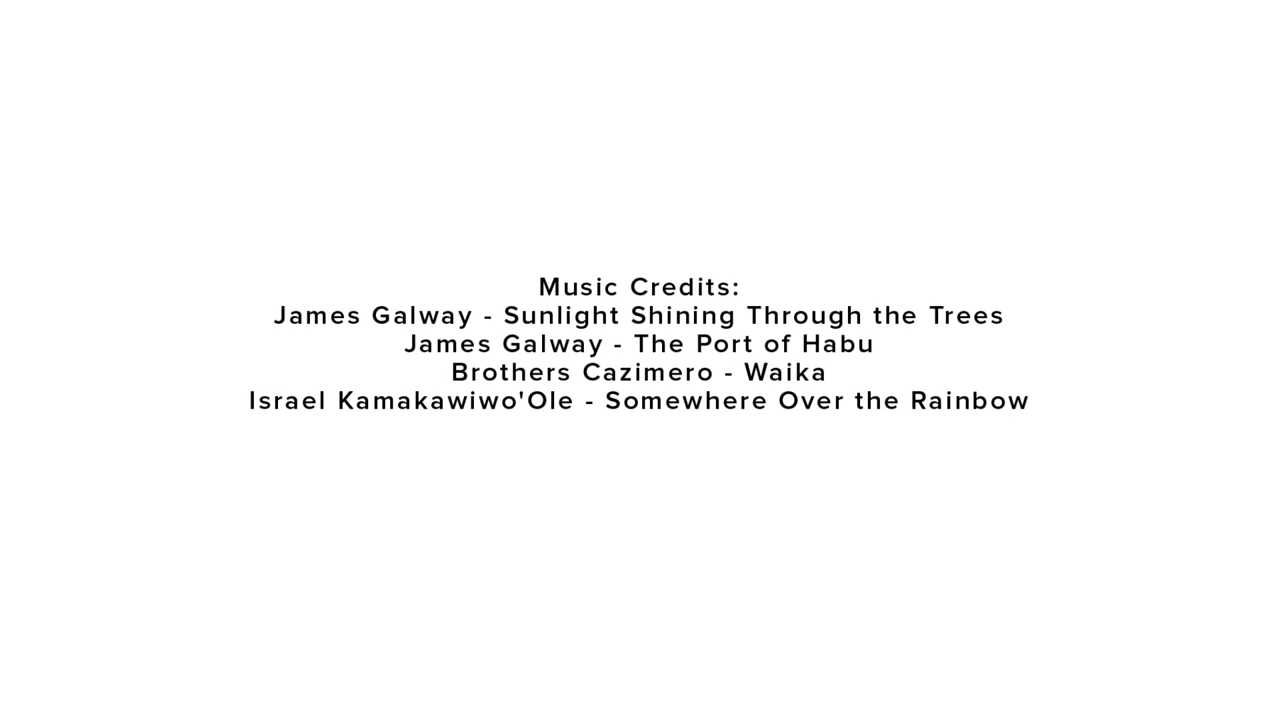 Music Credits:
James Galway - Sunlight Shining Through the Trees
James Galway - The Port of Habu
Brothers Cazimero - Waika
Israel Kamakawiwo'Ole - Somewhere Over the Rainbow